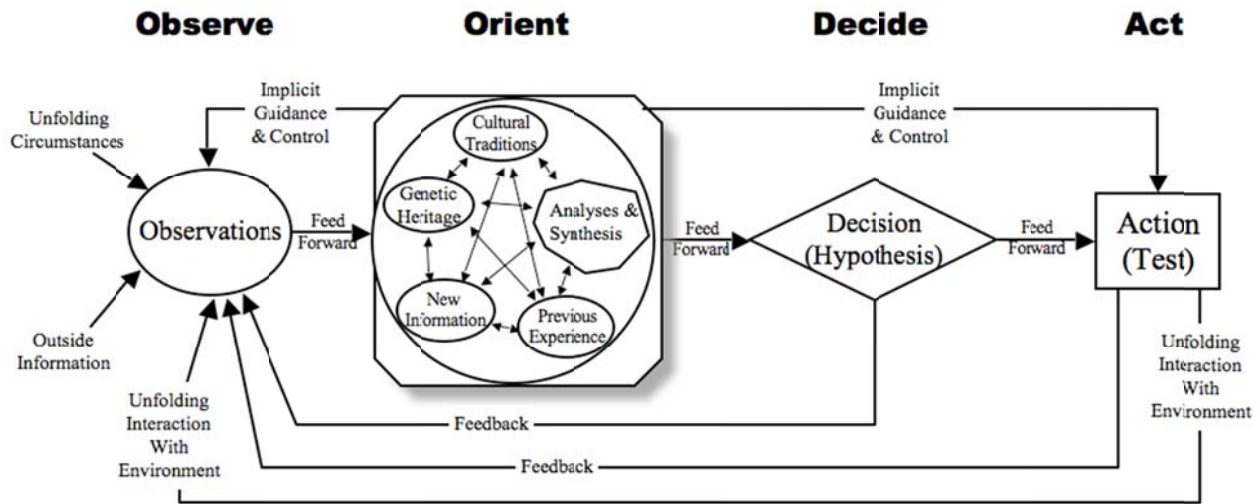 Observe
Orient
Decide
Act
Implicit
Guidance
& Control
Implicit
Guidance
& Control
Unfolding
Circumstances
Cultural
Traditions
Genetic
Heritage
Analyses &
Synthesis
Observations
Feed
Forward
Feed
Forward
Decision
(Hypothesis)
Feed
Forward
Action
(Test)
New
Information
Previous
Experience
Outside
Information
Unfolding
Interaction
With
Environment
Unfolding
Interaction
With
Environment
Feedback
Feedback